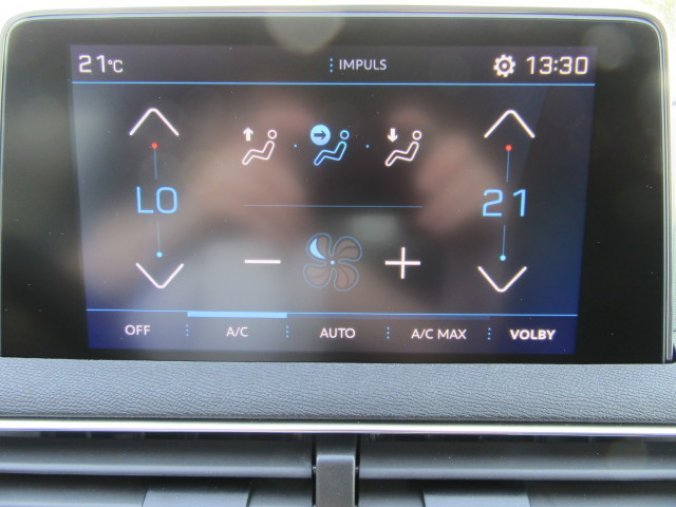 21°C IMPULS 13:30
LO 21
OFF A/C AUTO A/C MAX VOLBY